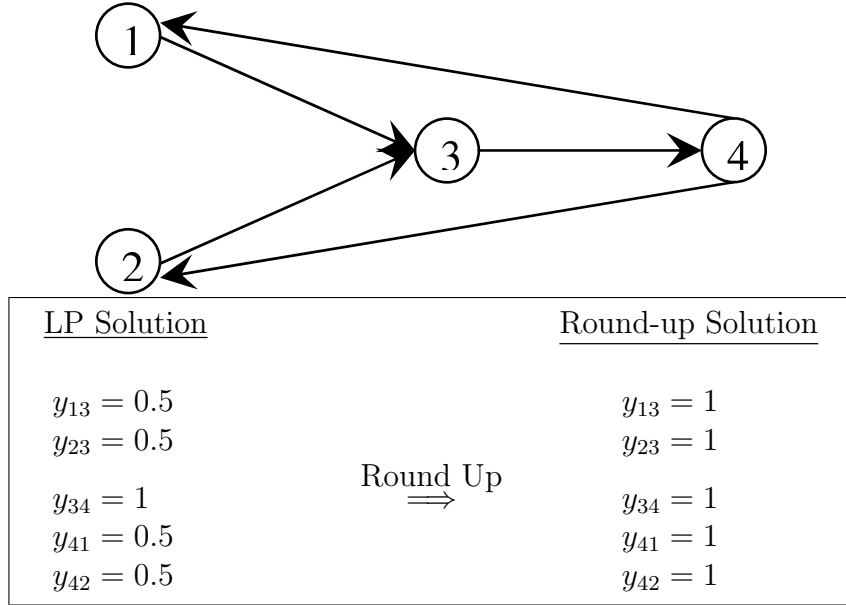 1
3
4
2
LP Solution Round-up Solution
y₁₃ = 0.5 y₁₃ = 1
y₂₃ = 0.5 y₂₃ = 1
Round Up
⟹
y₃₄ = 1 y₃₄ = 1
y₄₁ = 0.5 y₄₁ = 1
y₄₂ = 0.5 y₄₂ = 1